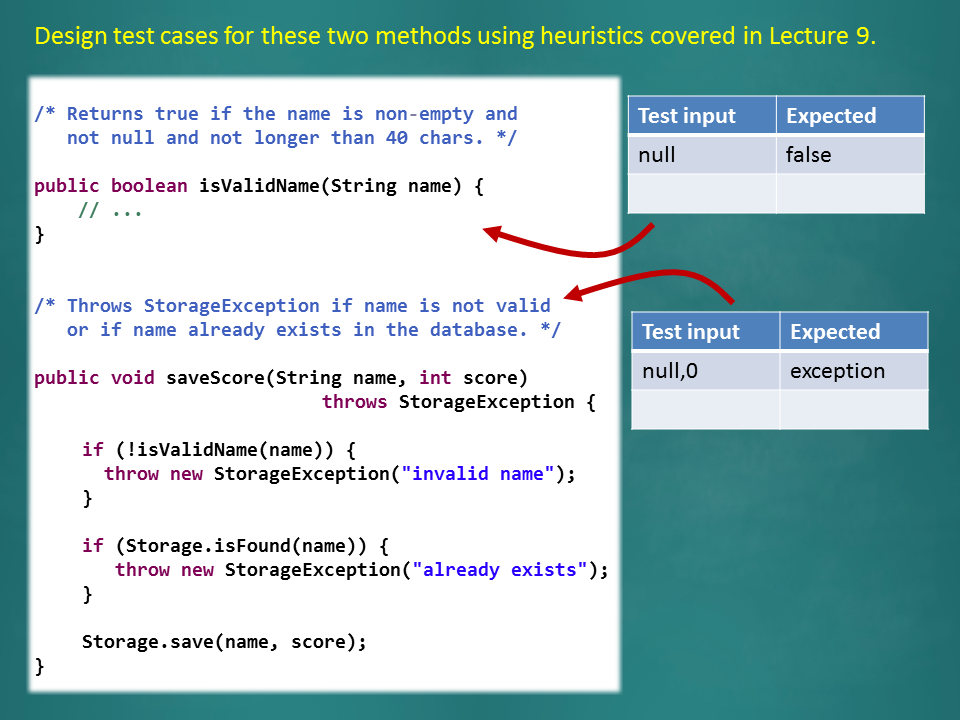 Design test cases for these two methods using heuristics covered in Lecture 9.
/* Returns true if the name is non-empty and
not null and not longer than 40 chars. */
public boolean isValidName(String name) {
// ...
}
/* Throws StorageException if name is not valid
or if name already exists in the database. */
public void saveScore(String name, int score)
throws StorageException {
if (!isValidName(name)) {
throw new StorageException("invalid name");
}
if (Storage.isFound(name)) {
throw new StorageException("already exists");
}
Storage.save(name, score);
}
Test input Expected
null false
Test input Expected
null,0 exception